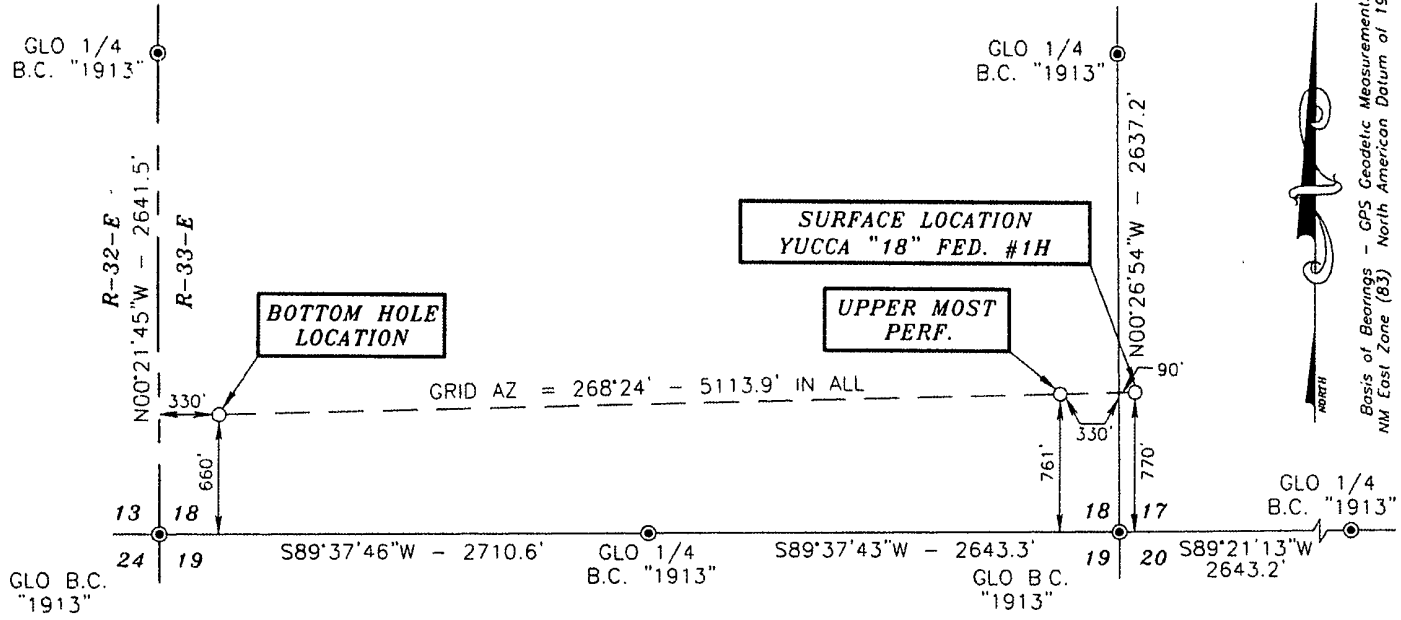 GLO 1/4
B.C. "1913"
GLO 1/4
B.C. "1913"
R-32-E
N00°21'45"W - 2641.5'
R-33-E
N00°26'54"W - 2637.2'
SURFACE LOCATION
YUCCA "18" FED. #1H
BOTTOM HOLE
LOCATION
UPPER MOST
PERF.
90'
GRID AZ = 268°24' - 5113.9' IN ALL
330'
330'
660'
761'
770'
NORTH
Basis of Bearings - GPS Geodetic Measurement
NM East Zone (83) North American Datum of
GLO 1/4
B.C. "1913"
13 18
24 19
18 17
19 20
S89°37'46"W - 2710.6'
GLO 1/4
B.C. "1913"
S89°37'43"W - 2643.3'
S89°21'13"W
2643.2'
GLO B.C.
"1913"
GLO B.C.
"1913"